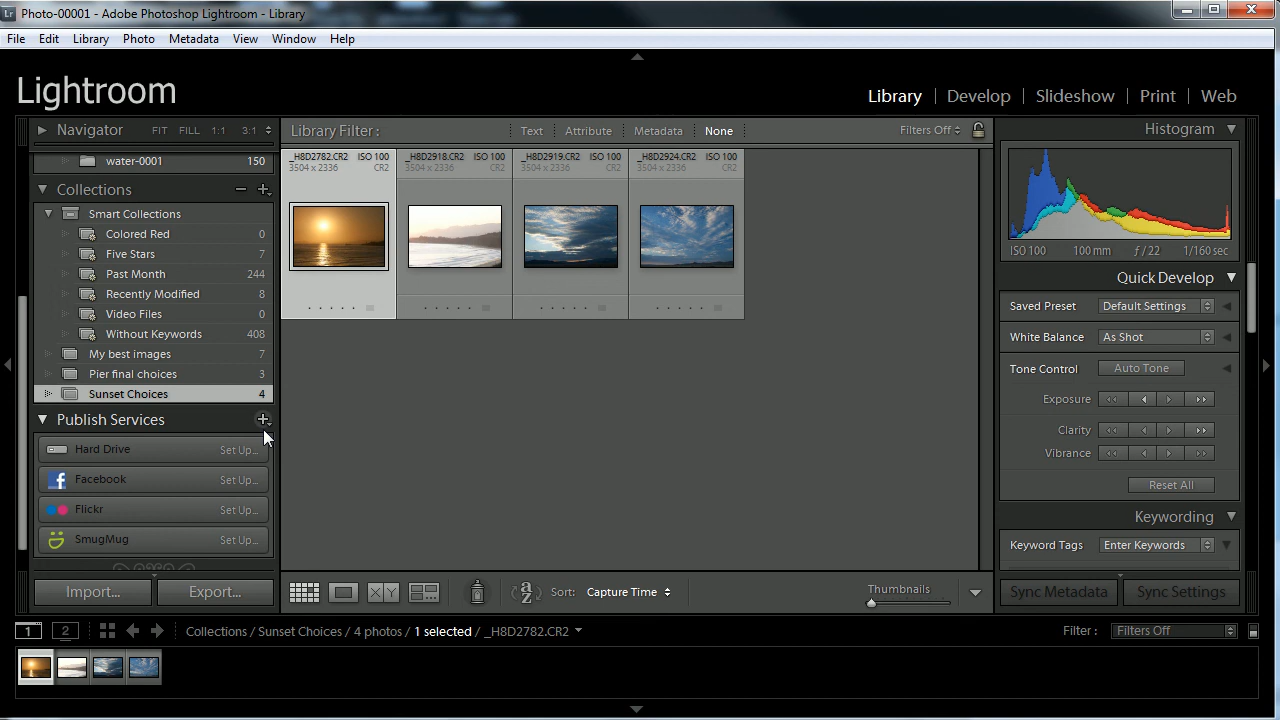 Lr Photo-00001 - Adobe Photoshop Lightroom - Library
File Edit Library Photo Metadata View Window Help
Lightroom
Library | Develop | Slideshow | Print | Web
Navigator FIT FILL 1:1 3:1
Library Filter : Text Attribute Metadata None Filters Off
Histogram
water-0001 150
_H8D2782.CR2 ISO 100
3504 x 2336 CR2
_H8D2918.CR2 ISO 100
3504 x 2336 CR2
_H8D2919.CR2 ISO 100
3504 x 2336 CR2
_H8D2924.CR2 ISO 100
3504 x 2336 CR2
Collections
Smart Collections
Colored Red 0
Five Stars 7
Past Month 244
Recently Modified 8
Video Files 0
Without Keywords 408
My best images 7
Pier final choices 3
Sunset Choices 4
Publish Services
Hard Drive Set Up...
Facebook Set Up...
Flickr Set Up...
SmugMug Set Up...
Import... Export...
ISO 100 100 mm ƒ / 22 1/160 sec
Quick Develop
Saved Preset Default Settings
White Balance As Shot
Tone Control Auto Tone
Exposure
Clarity
Vibrance
Reset All
Keywording
Keyword Tags Enter Keywords
Sync Metadata Sync Settings
XY Sort: Capture Time Thumbnails
1 2 Collections / Sunset Choices / 4 photos / 1 selected / _H8D2782.CR2 Filter : Filters Off